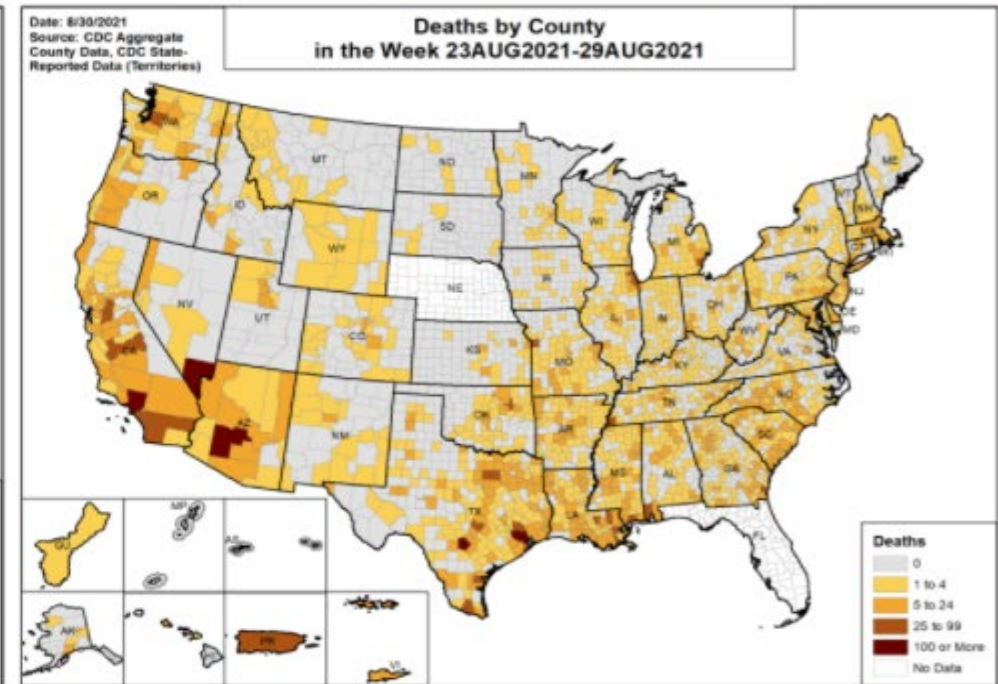 Date: 8/30/2021
Source: CDC Aggregate
County Data, CDC State-
Reported Data (Territories)
Deaths by County
in the Week 23AUG2021-29AUG2021
WA
MT
ND
MN
ME
OR
ID
SD
WI
MI
VT
NH
NY
MA
CT
RI
WY
NE
IA
PA
NJ
NV
UT
CO
KS
MO
IL
IN
OH
WV
DE
MD
VA
KY
CA
AZ
NM
OK
AR
TN
NC
SC
TX
LA
MS
AL
GA
FL
GU
MP
AS
AK
PR
VI
Deaths
0
1 to 4
5 to 24
25 to 99
100 or More
No Data